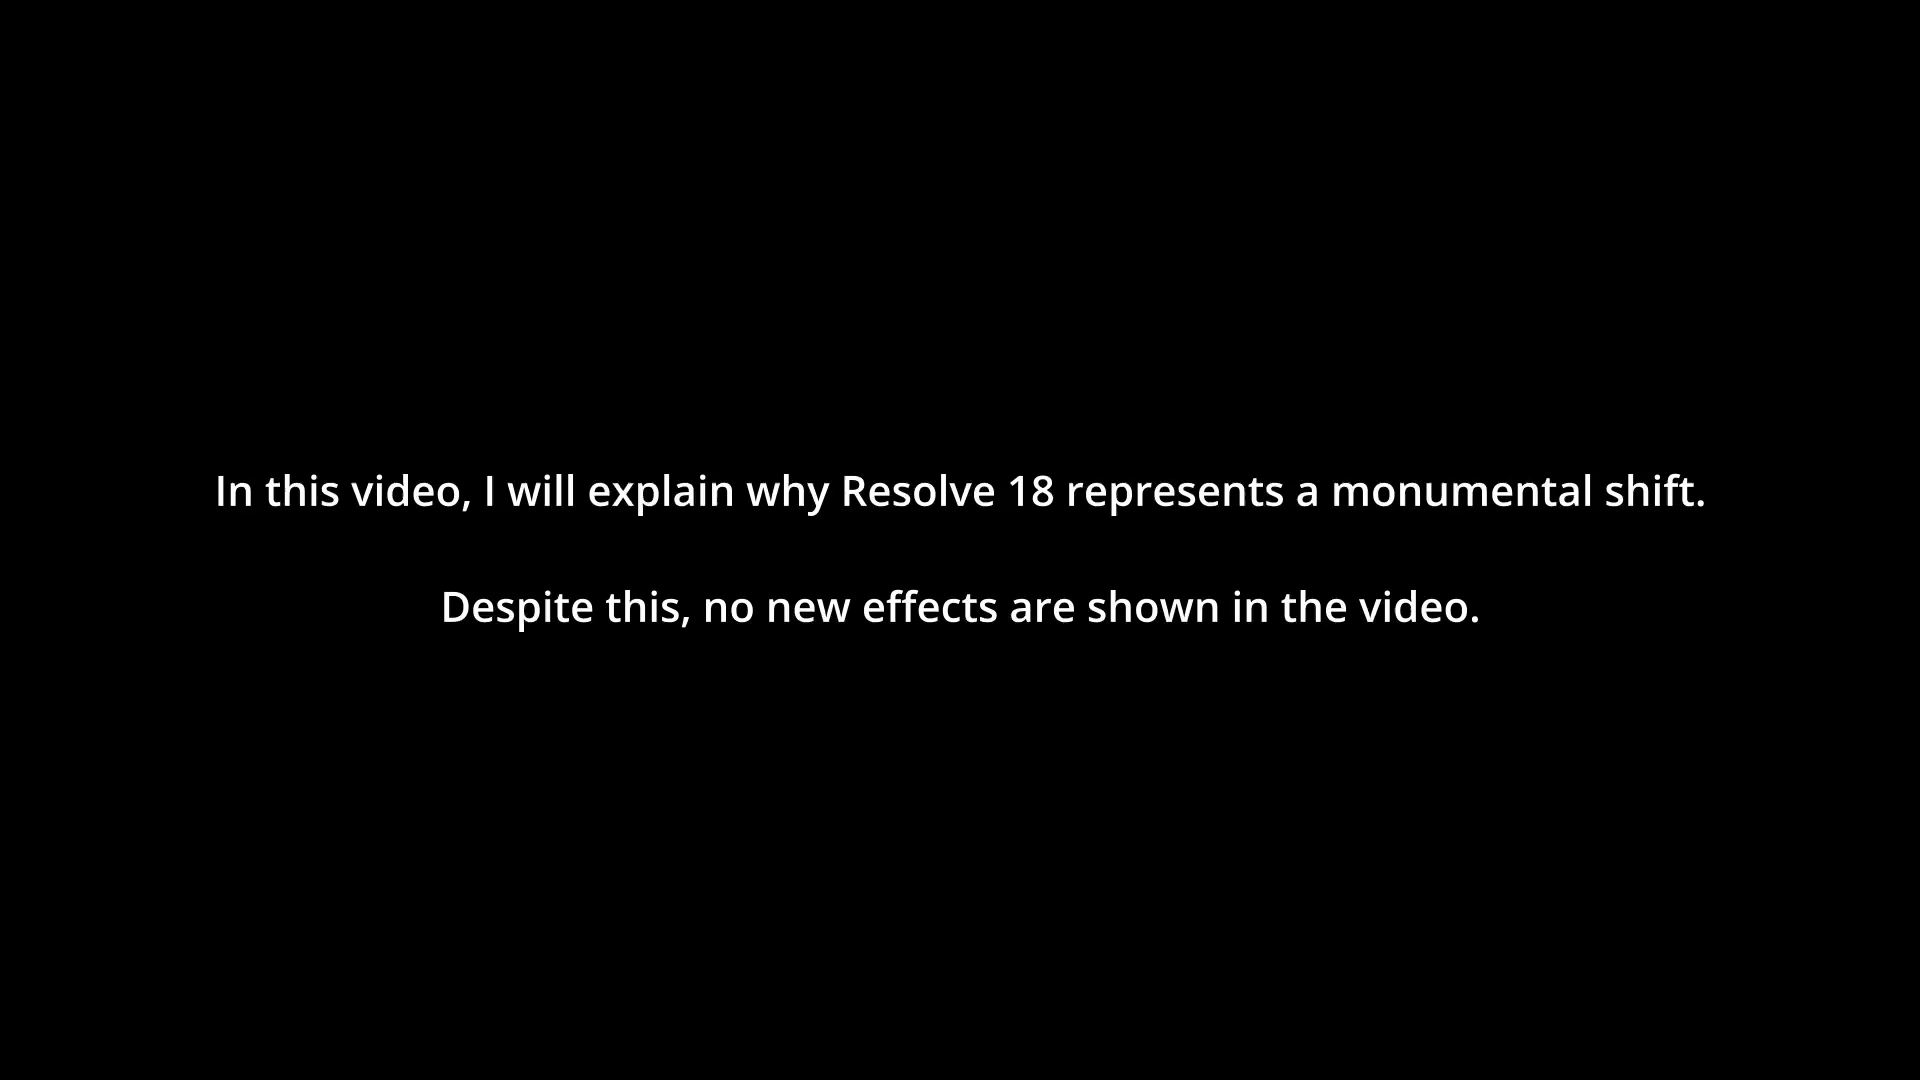 In this video, I will explain why Resolve 18 represents a monumental shift.
Despite this, no new effects are shown in the video.